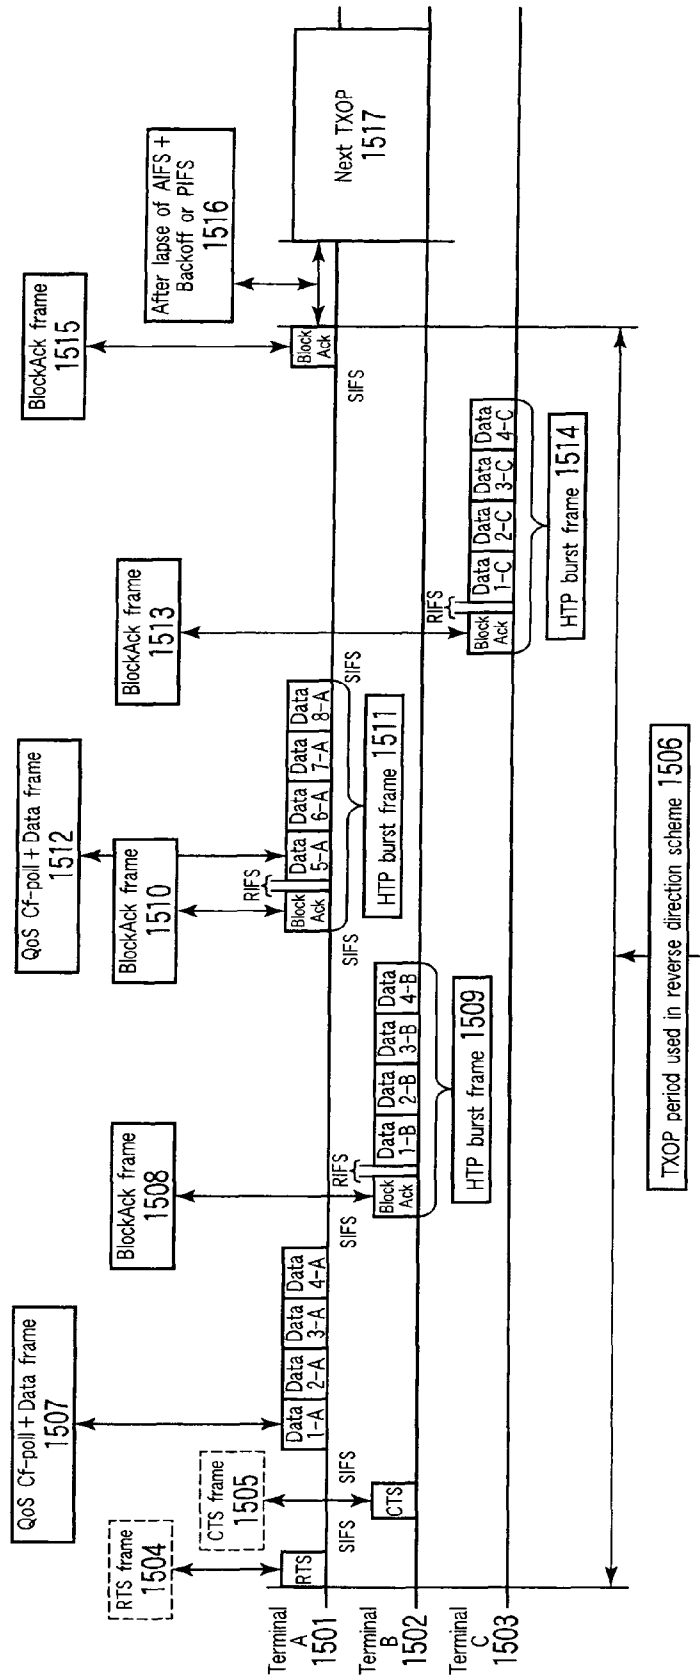 QoS Cf-poll + Data frame
1507
RTS frame
1504
CTS frame
1505
BlockAck frame
1508
QoS Cf-poll + Data frame
1512
BlockAck frame
1510
BlockAck frame
1513
BlockAck frame
1515
After lapse of AIFS +
Backoff or PIFS
1516
Terminal
A
1501
RTS
SIFS
SIFS
Data
1-A
Data
2-A
Data
3-A
Data
4-A
SIFS
Block
Ack
RIFS
Data
5-A
Data
6-A
Data
7-A
Data
8-A
HTP burst frame 1511
SIFS
SIFS
SIFS
Block
Ack
Next TXOP
1517
Terminal
B
1502
CTS
Block
Ack
RIFS
Data
1-B
Data
2-B
Data
3-B
Data
4-B
HTP burst frame 1509
Terminal
C
1503
Block
Ack
RIFS
Data
1-C
Data
2-C
Data
3-C
Data
4-C
HTP burst frame 1514
TXOP period used in reverse direction scheme 1506